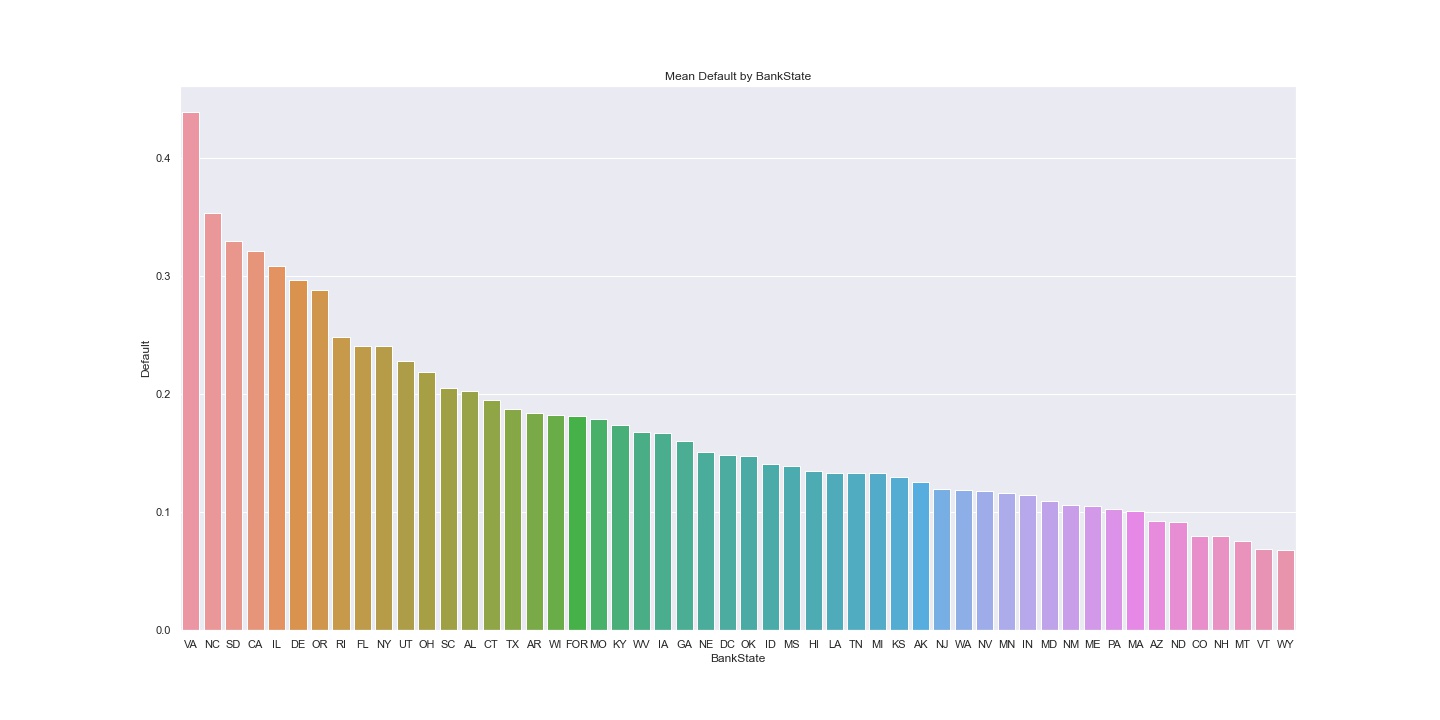 Mean Default by BankState
0.4
0.3
0.2
0.1
0.0
Default
VA NC SD CA IL DE OR RI FL NY UT OH SC AL CT TX AR WI FOR MO KY WV IA GA NE DC OK ID MS HI LA TN MI KS AK NJ WA NV MN IN MD NM ME PA MA AZ ND CO NH MT VT WY
BankState